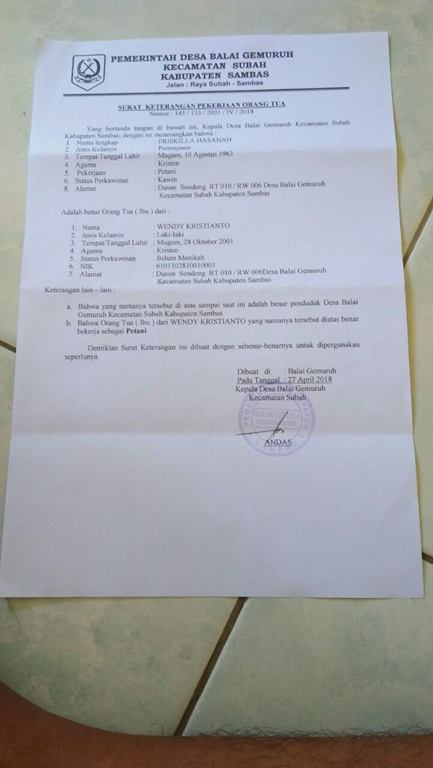 PEMERINTAH DESA BALAI GEMURUH
KECAMATAN SUBAH
KABUPATEN SAMBAS
Jalan : Raya Subah - Sambas
SURAT KETERANGAN PEKERJAAN ORANG TUA
Nomor : 145 / 133 / 2001 / IV / 2018
Yang bertanda tangan di bawah ini, Kepala Desa Balai Gemuruh Kecamatan Subah
Kabupaten Sambas, dengan ini menerangkan bahwa :
1. Nama lengkap : FRISKILLA HASANAH
2. Jenis Kelamin : Perempuan
3. Tempat/Tanggal Lahir : Mugum, 10 Agustus 1963
4. Agama : Kristen
5. Pekerjaan : Petani
6. Status Perkawinan : Kawin
8. Alamat : Dusun Sondong RT 010 / RW 006 Desa Balai Gemuruh
Kecamatan Subah Kabupaten Sambas
Adalah benar Orang Tua ( Ibu ) dari :
1. Nama : WENDY KRISTIANTO
2. Jenis Kelamin : Laki-laki
3. Tempat/Tanggal Lahir : Mugum, 28 Oktober 2001
4. Agama : Kristen
5. Status Perkawinan : Belum Menikah
6. NIK : 6101102810010003
7. Alamat : Dusun Sondong RT 010 / RW 006Desa Balai Gemuruh
Kecamatan Subah Kabupaten Sambas
Keterangan lain – lain :
a. Bahwa yang namanya tersebut di atas sampai saat ini adalah benar penduduk Desa Balai
Gemuruh Kecamatan Subah Kabupaten Sambas
b. Bahwa Orang Tua ( Ibu ) dari WENDY KRISTIANTO yang namanya tersebut diatas benar
bekerja sebagai Petani
Demikian Surat Keterangan ini dibuat dengan sebenar-benarnya untuk dipergunakan
seperlunya.
Dibuat di : Balai Gemuruh
Pada Tanggal : 27 April 2018
Kepala Desa Balai Gemuruh
Kecamatan Subah
ANDAS